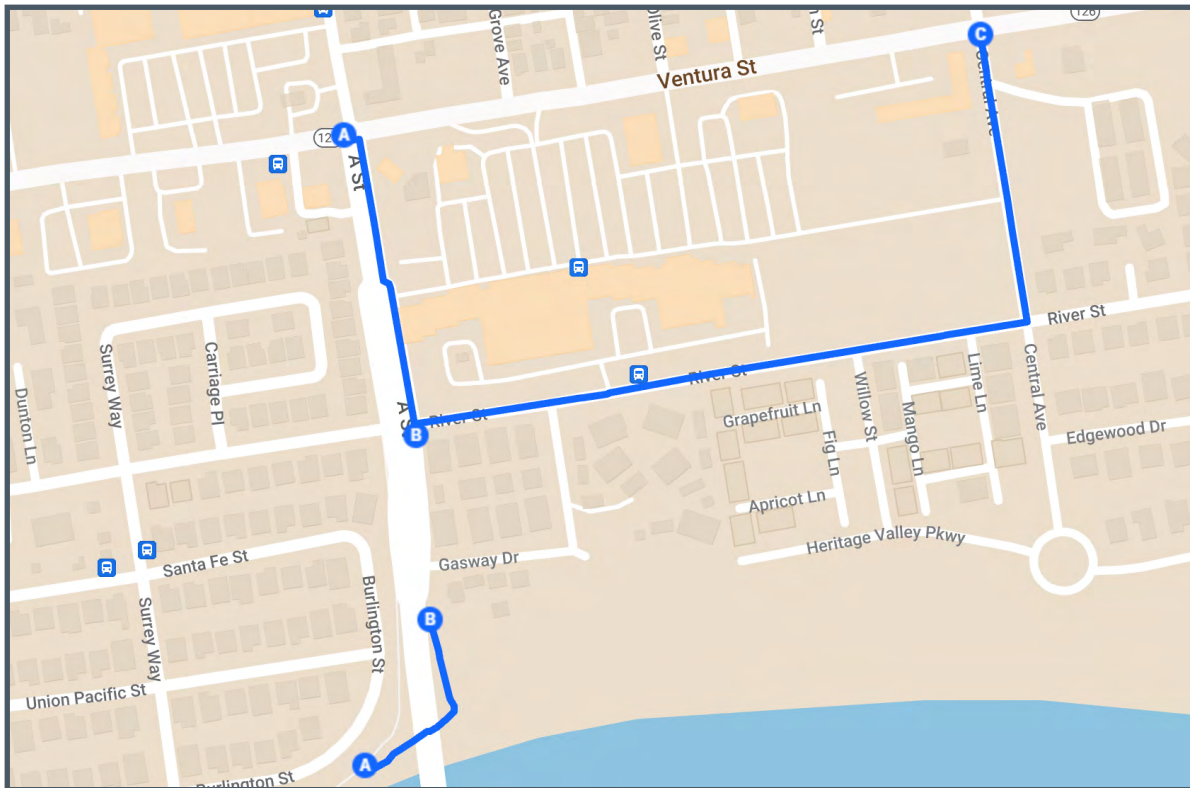 126
Grove Ave
Olive St
Ventura St
C
Central Ave
A
A St
River St
Surrey Way
Carriage Pl
Dunton Ln
A St
River St
River St
B
Grapefruit Ln
Fig Ln
Willow St
Mango Ln
Lime Ln
Central Ave
Edgewood Dr
Apricot Ln
Heritage Valley Pkwy
Santa Fe St
Gasway Dr
Burlington St
Surrey Way
B
Union Pacific St
A
Burlington St